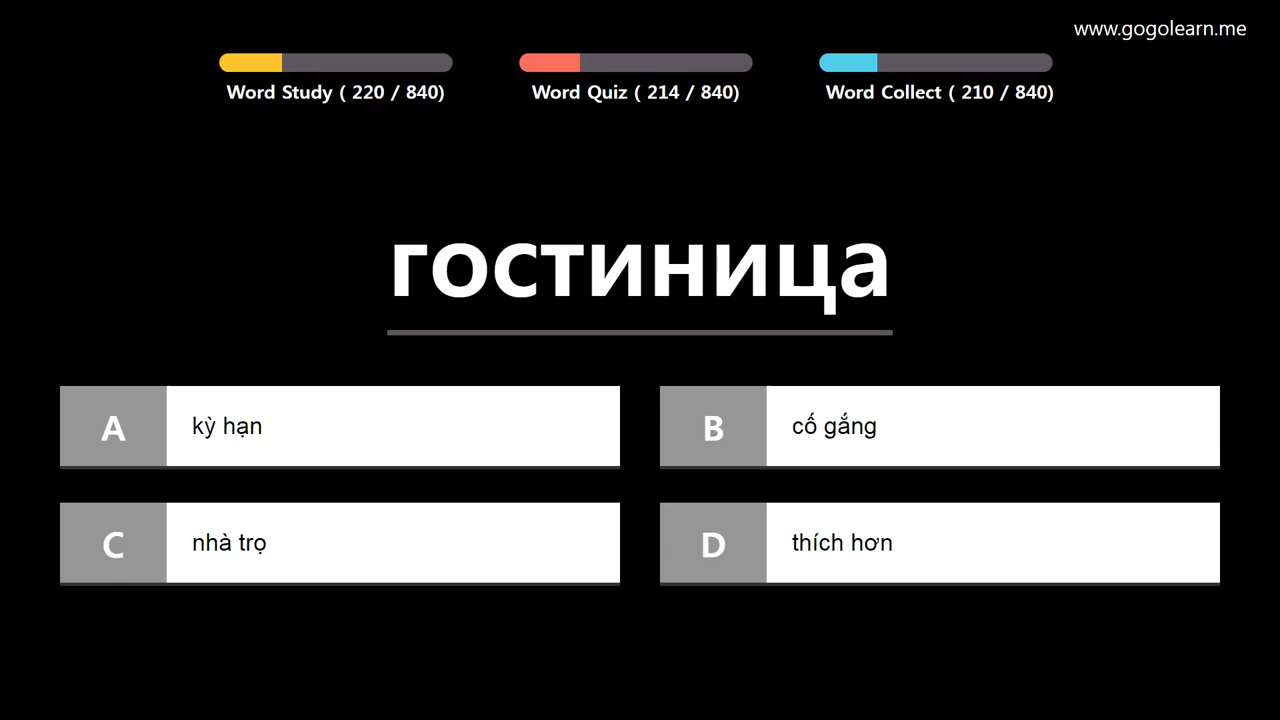 www.gogolearn.me
Word Study ( 220 / 840)
Word Quiz ( 214 / 840)
Word Collect ( 210 / 840)
гостиница
A
kỳ hạn
B
cố gắng
C
nhà trọ
D
thích hơn